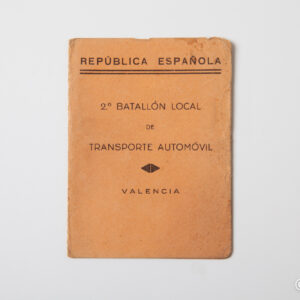 REPÚBLICA ESPAÑOLA
2.º BATALLÓN LOCAL
DE
TRANSPORTE AUTOMÓVIL
VALENCIA